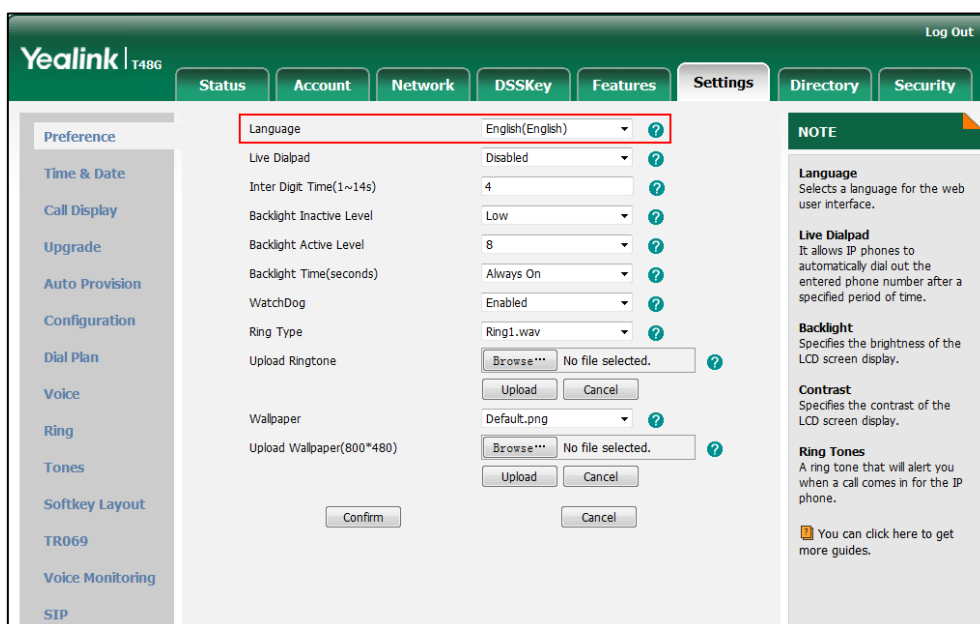 Log Out
Yealink | T48G
Status Account Network DSSKey Features Settings Directory Security
Preference
Time & Date
Call Display
Upgrade
Auto Provision
Configuration
Dial Plan
Voice
Ring
Tones
Softkey Layout
TR069
Voice Monitoring
SIP
Language English(English) ?
Live Dialpad Disabled ?
Inter Digit Time(1~14s) 4 ?
Backlight Inactive Level Low ?
Backlight Active Level 8 ?
Backlight Time(seconds) Always On ?
WatchDog Enabled ?
Ring Type Ring1.wav ?
Upload Ringtone Browse... No file selected. ?
Upload Cancel
Wallpaper Default.png ?
Upload Wallpaper(800*480) Browse... No file selected. ?
Upload Cancel
Confirm Cancel
NOTE
Language
Selects a language for the web
user interface.
Live Dialpad
It allows IP phones to
automatically dial out the
entered phone number after a
specified period of time.
Backlight
Specifies the brightness of the
LCD screen display.
Contrast
Specifies the contrast of the
LCD screen display.
Ring Tones
A ring tone that will alert you
when a call comes in for the IP
phone.
? You can click here to get
more guides.